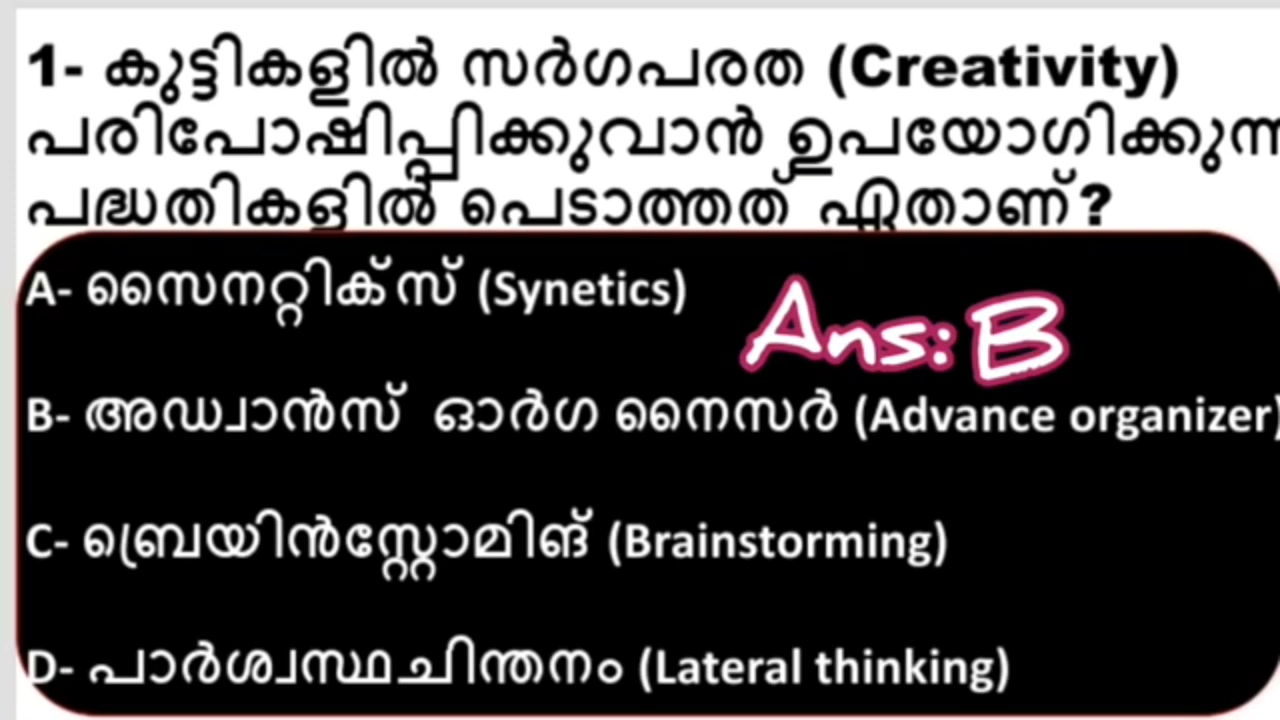 1- കുട്ടികളിൽ സർഗപരത (Creativity)
പരിപോഷിപ്പിക്കുവാൻ ഉപയോഗിക്കുന്ന
പദ്ധതികളിൽ പെടാത്തത് ഏതാണ്?
A- സൈനറ്റിക്സ് (Synetics)
Ans: B
B- അഡ്വാൻസ് ഓർഗ നൈസർ (Advance organizer)
C- ബ്രെയിൻസ്റ്റോമിങ് (Brainstorming)
D- പാർശ്വസ്ഥചിന്തനം (Lateral thinking)